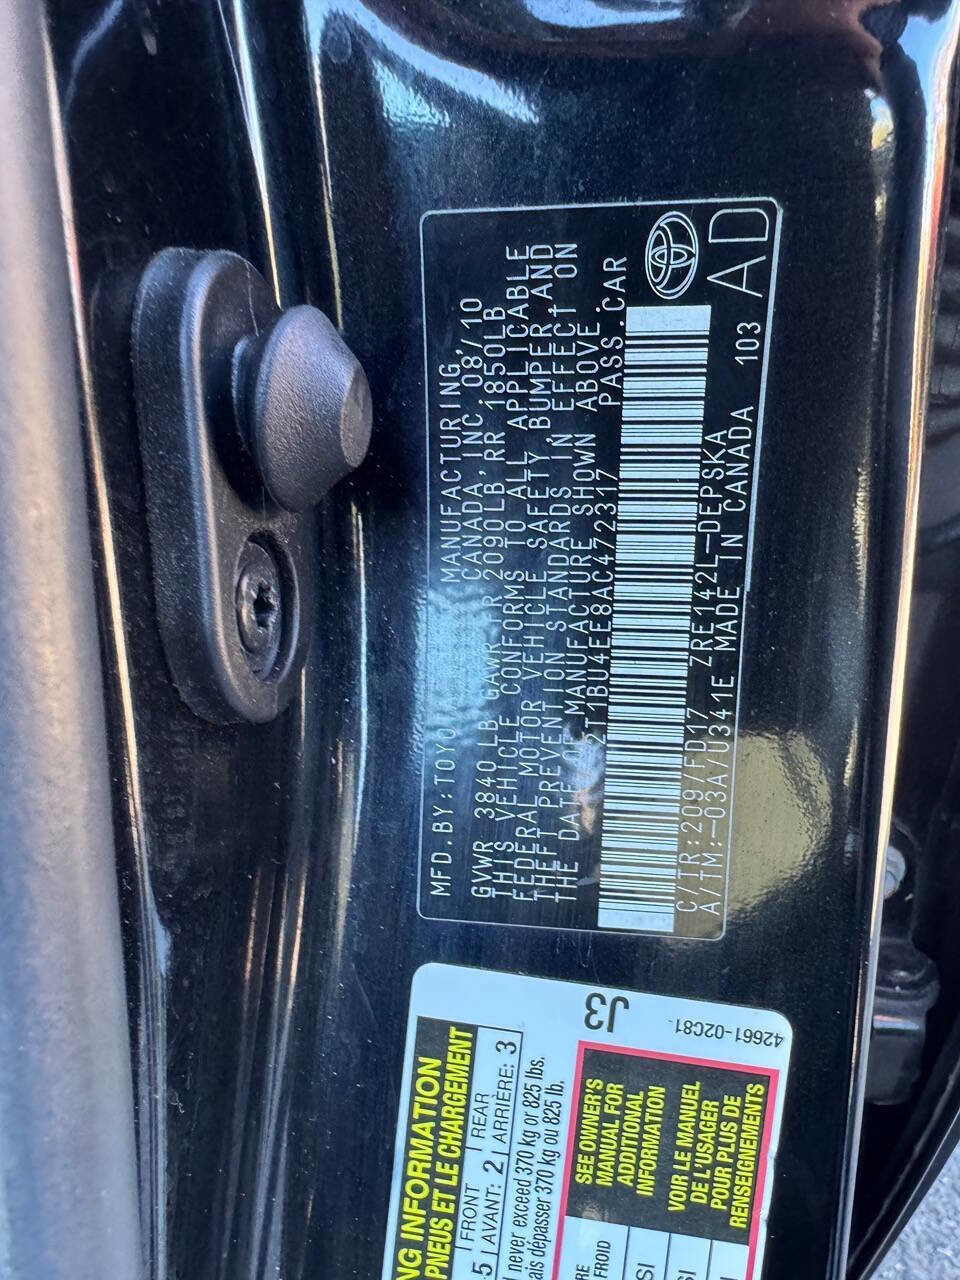 MFD.BY:TOYOTA MANUFACTURING
CANADA,INC.08/10
GVWR 3840LB GAWR FR 2090LB RR 1850LB
THIS VEHICLE CONFORMS TO ALL APPLICABLE
FEDERAL MOTOR VEHICLE SAFETY,BUMPER,AND
THEFT PREVENTION STANDARDS IN EFFECT ON
THE DATE OF MANUFACTURE SHOWN ABOVE.
2T1BU4EE8AC472317 PASS.CAR
C/TR:209/FD17 ZRE142L-DEPSKA
A/TM:-03A/U341E MADE IN CANADA 103
AD
J3
42661-02C81
NG INFORMATION
PNEUS ET LE CHARGEMENT
5 FRONT 2 REAR 3
AVANT: ARRIÈRE:
never exceed 370 kg or 825 lbs.
ais dépasser 370 kg ou 825 lb.
SEE OWNER'S
MANUAL FOR
ADDITIONAL
INFORMATION
VOIR LE MANUEL
DE L'USAGER
POUR PLUS DE
RENSEIGNEMENTS
RE
FROID
SI
SI